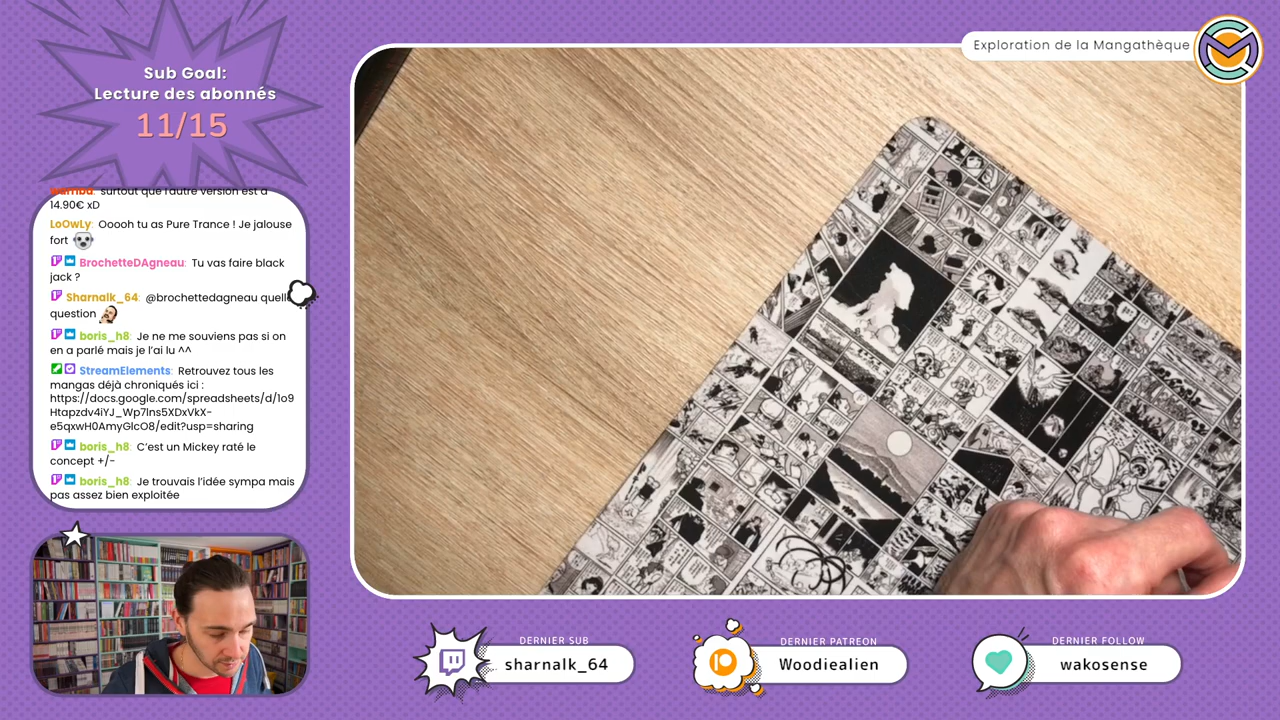 Sub Goal:
Lecture des abonnés
11/15
Exploration de la Mangathèque
surtout que l'autre version est à
14.90€ xD
LoOwLy: Ooooh tu as Pure Trance ! Je jalouse
fort
BrochetteDAgneau: Tu vas faire black
jack ?
Sharnalk_64: @brochettedagneau quelle
question
boris_h8: Je ne me souviens pas si on
en a parlé mais je l'ai lu ^^
StreamElements: Retrouvez tous les
mangas déjà chroniqués ici :
https://docs.google.com/spreadsheets/d/1o9
Htapzdv4iYJ_Wp7lns5XDxVkX-
e5qxwH0AmyGlcO8/edit?usp=sharing
boris_h8: C'est un Mickey raté le
concept +/-
boris_h8: Je trouvais l'idée sympa mais
pas assez bien exploitée
DERNIER SUB
sharnalk_64
DERNIER PATREON
Woodiealien
DERNIER FOLLOW
wakosense